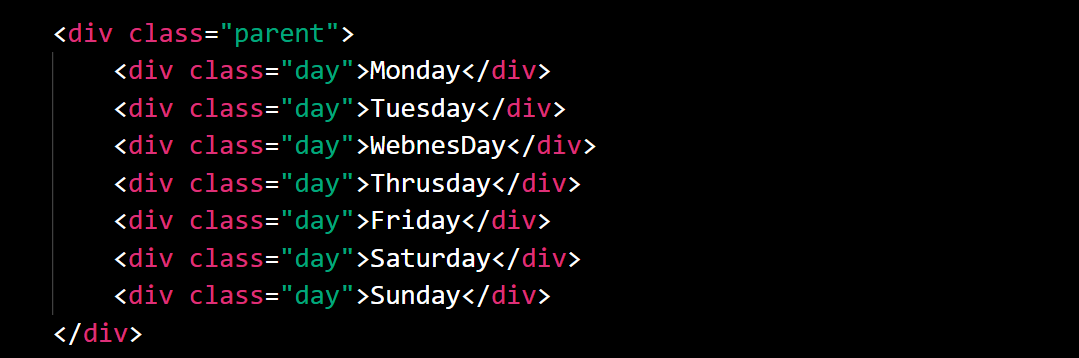 <div class="parent">
<div class="day">Monday</div>
<div class="day">Tuesday</div>
<div class="day">WebnesDay</div>
<div class="day">Thrusday</div>
<div class="day">Friday</div>
<div class="day">Saturday</div>
<div class="day">Sunday</div>
</div>